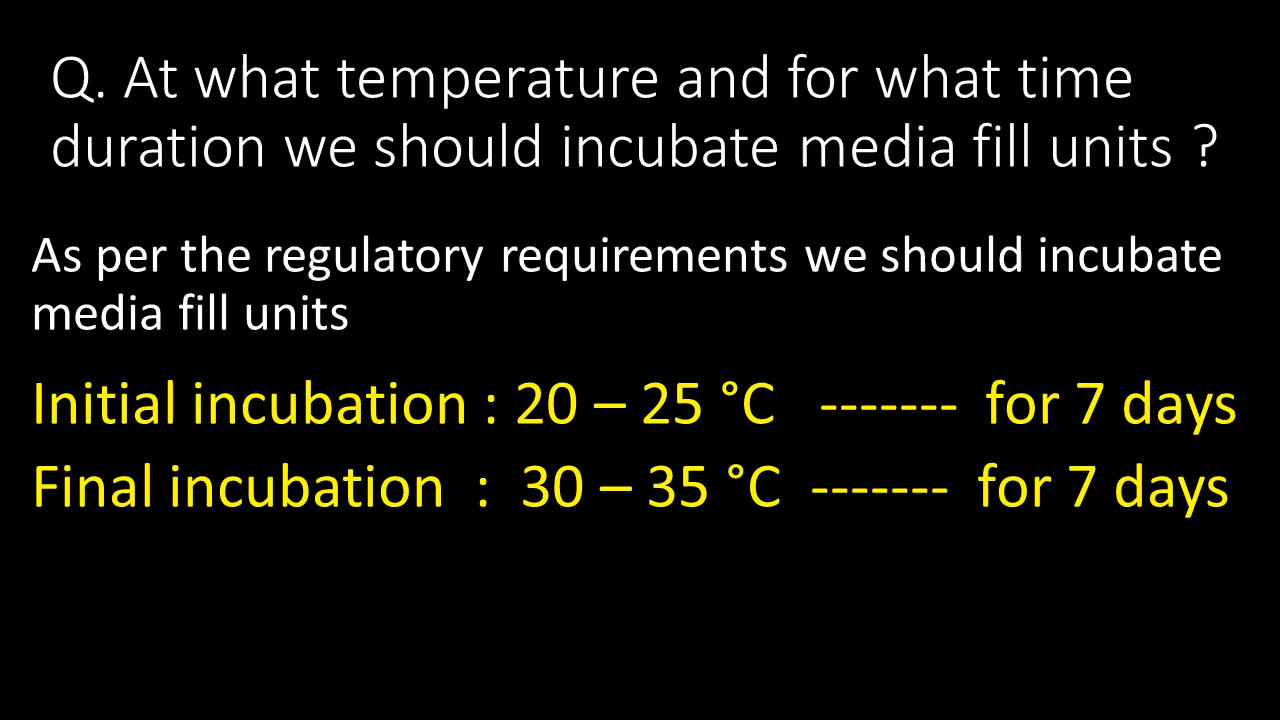 Q. At what temperature and for what time
duration we should incubate media fill units ?
As per the regulatory requirements we should incubate
media fill units
Initial incubation : 20 – 25 °C ------- for 7 days
Final incubation : 30 – 35 °C ------- for 7 days